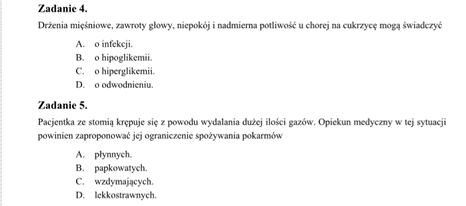 Zadanie 4.
Drżenia mięśniowe, zawroty głowy, niepokój i nadmierna potliwość u chorej na cukrzycę mogą świadczyć
A. o infekcji.
B. o hipoglikemii.
C. o hiperglikemii.
D. o odwodnieniu.
Zadanie 5.
Pacjentka ze stomią krępuje się z powodu wydalania dużej ilości gazów. Opiekun medyczny w tej sytuacji
powinien zaproponować jej ograniczenie spożywania pokarmów
A. płynnych.
B. papkowatych.
C. wzdymających.
D. lekkostrawnych.